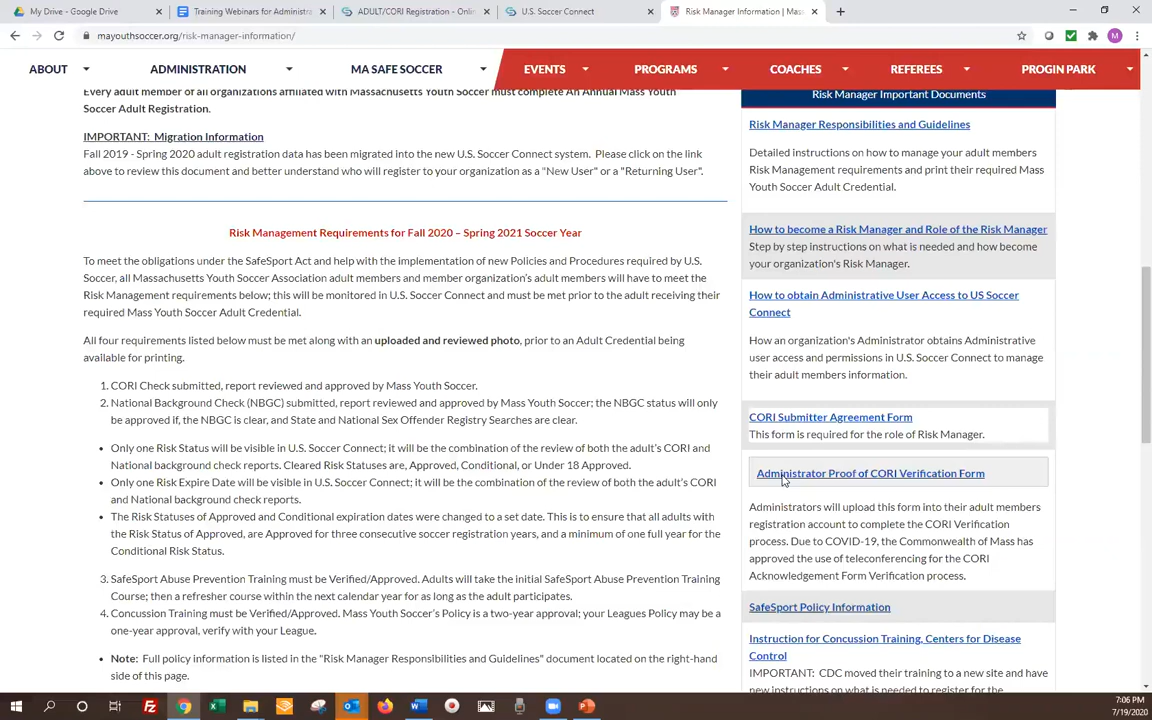 My Drive - Google Drive
Training Webinars for Administra
ADULT/CORI Registration - Onlin
U.S. Soccer Connect
Risk Manager Information | Mas
mayouthsoccer.org/risk-manager-information/
M
ABOUT
ADMINISTRATION
MA SAFE SOCCER
EVENTS
PROGRAMS
COACHES
REFEREES
PROGIN PARK
Every adult member of all organizations affiliated with Massachusetts Youth Soccer must complete An Annual Mass Youth
Soccer Adult Registration.
IMPORTANT:  Migration Information
Fall 2019 - Spring 2020 adult registration data has been migrated into the new U.S. Soccer Connect system.  Please click on the link
above to review this document and better understand who will register to your organization as a "New User" or a "Returning User".
Risk Management Requirements for Fall 2020 – Spring 2021 Soccer Year
To meet the obligations under the SafeSport Act and help with the implementation of new Policies and Procedures required by U.S.
Soccer, all Massachusetts Youth Soccer Association adult members and member organization's adult members will have to meet the
Risk Management requirements below; this will be monitored in U.S. Soccer Connect and must be met prior to the adult receiving their
required Mass Youth Soccer Adult Credential.
All four requirements listed below must be met along with an uploaded and reviewed photo, prior to an Adult Credential being
available for printing.
1. CORI Check submitted, report reviewed and approved by Mass Youth Soccer.
2. National Background Check (NBGC) submitted, report reviewed and approved by Mass Youth Soccer; the NBGC status will only
be approved if, the NBGC is clear, and State and National Sex Offender Registry Searches are clear.
• Only one Risk Status will be visible in U.S. Soccer Connect; it will be the combination of the review of both the adult's CORI and
National background check reports. Cleared Risk Statuses are, Approved, Conditional, or Under 18 Approved.
• Only one Risk Expire Date will be visible in U.S. Soccer Connect; it will be the combination of the review of both the adult's CORI
and National background check reports.
• The Risk Statuses of Approved and Conditional expiration dates were changed to a set date. This is to ensure that all adults with
the Risk Status of Approved, are Approved for three consecutive soccer registration years, and a minimum of one full year for the
Conditional Risk Status.
3. SafeSport Abuse Prevention Training must be Verified/Approved. Adults will take the initial SafeSport Abuse Prevention Training
Course; then a refresher course within the next calendar year for as long as the adult participates.
4. Concussion Training must be Verified/Approved. Mass Youth Soccer's Policy is a two-year approval; your Leagues Policy may be a
one-year approval, verify with your League.
• Note:  Full policy information is listed in the "Risk Manager Responsibilities and Guidelines" document located on the right-hand
side of this page.
Risk Manager Important Documents
Risk Manager Responsibilities and Guidelines
Detailed instructions on how to manage your adult members
Risk Management requirements and print their required Mass
Youth Soccer Adult Credential.
How to become a Risk Manager and Role of the Risk Manager
Step by step instructions on what is needed and how become
your organization's Risk Manager.
How to obtain Administrative User Access to US Soccer
Connect
How an organization's Administrator obtains Administrative
user access and permissions in U.S. Soccer Connect to manage
their adult members information.
CORI Submitter Agreement Form
This form is required for the role of Risk Manager.
Administrator Proof of CORI Verification Form
Administrators will upload this form into their adult members
registration account to complete the CORI Verification
process. Due to COVID-19, the Commonwealth of Mass has
approved the use of teleconferencing for the CORI
Acknowledgement Form Verification process.
SafeSport Policy Information
Instruction for Concussion Training, Centers for Disease
Control
IMPORTANT:  CDC moved their training to a new site and have
new instructions on what is needed to register for the
7:06 PM
7/19/2020